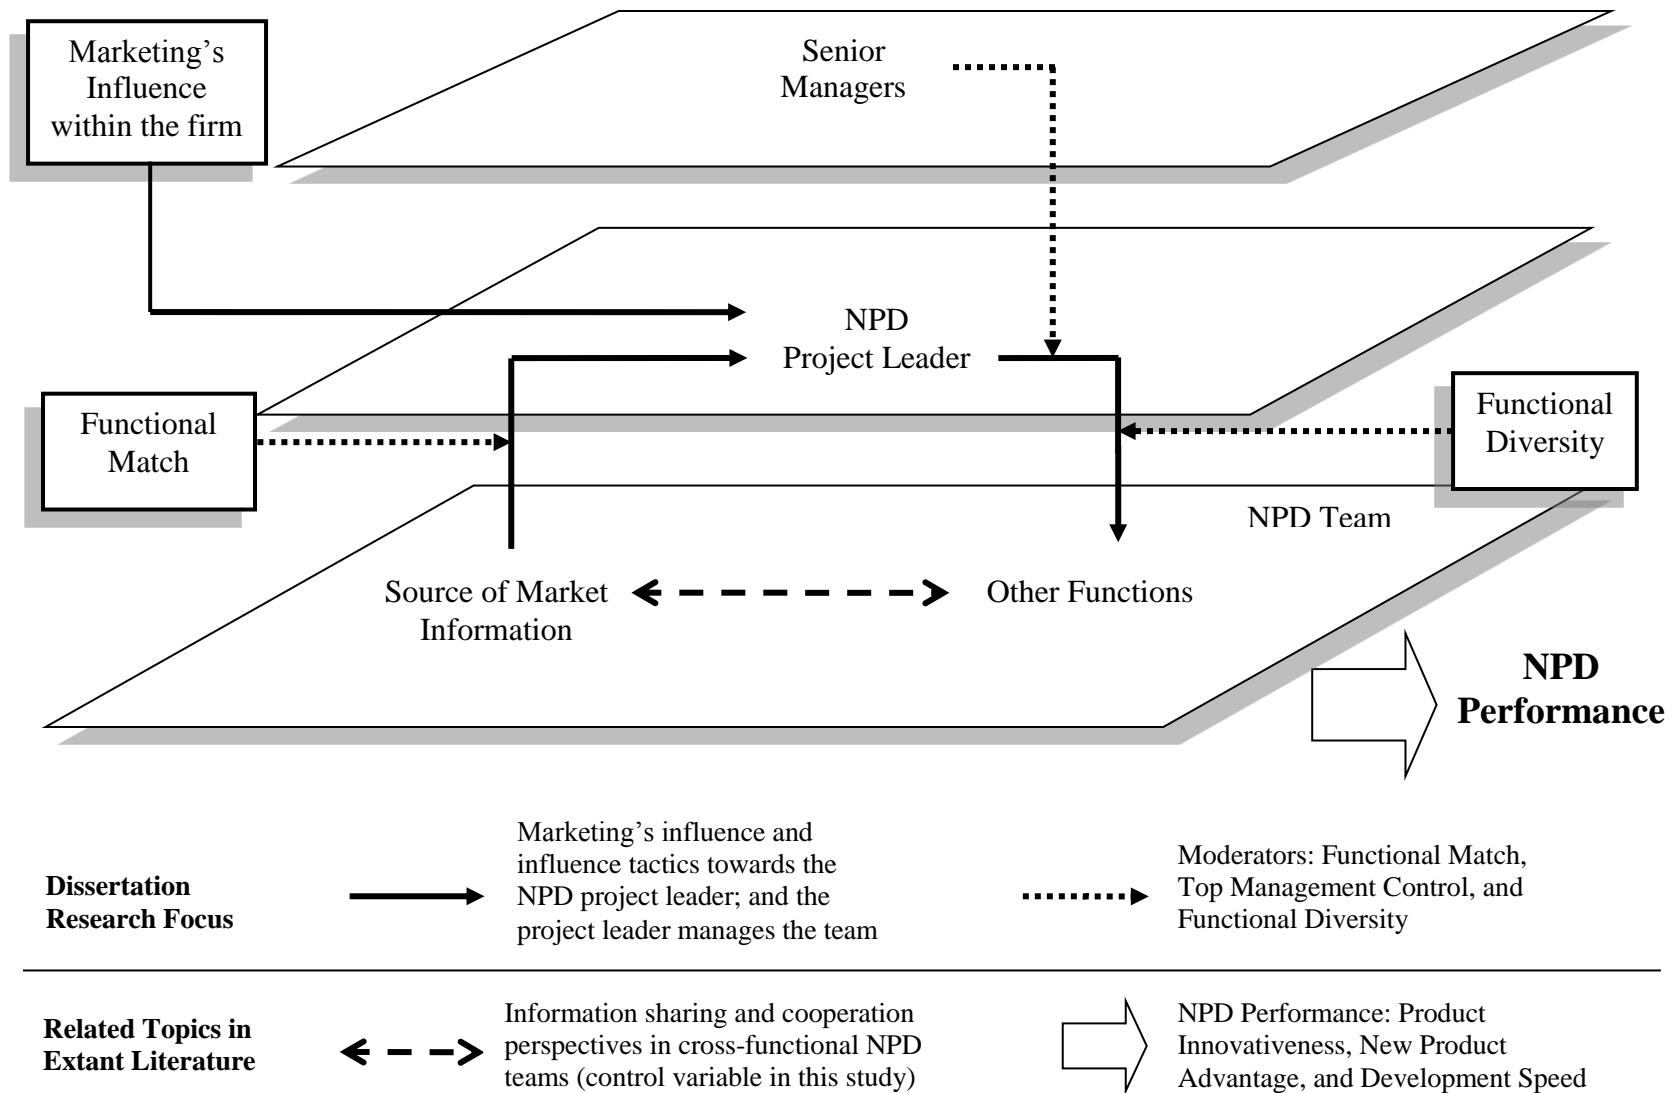 Marketing’s
Influence
within the firm
Senior
Managers
NPD
Project Leader
Functional
Match
Functional
Diversity
NPD Team
Source of Market
Information
Other Functions
NPD
Performance
Dissertation
Research Focus
Marketing’s influence and
influence tactics towards the
NPD project leader; and the
project leader manages the team
Moderators: Functional Match,
Top Management Control, and
Functional Diversity
Related Topics in
Extant Literature
Information sharing and cooperation
perspectives in cross-functional NPD
teams (control variable in this study)
NPD Performance: Product
Innovativeness, New Product
Advantage, and Development Speed